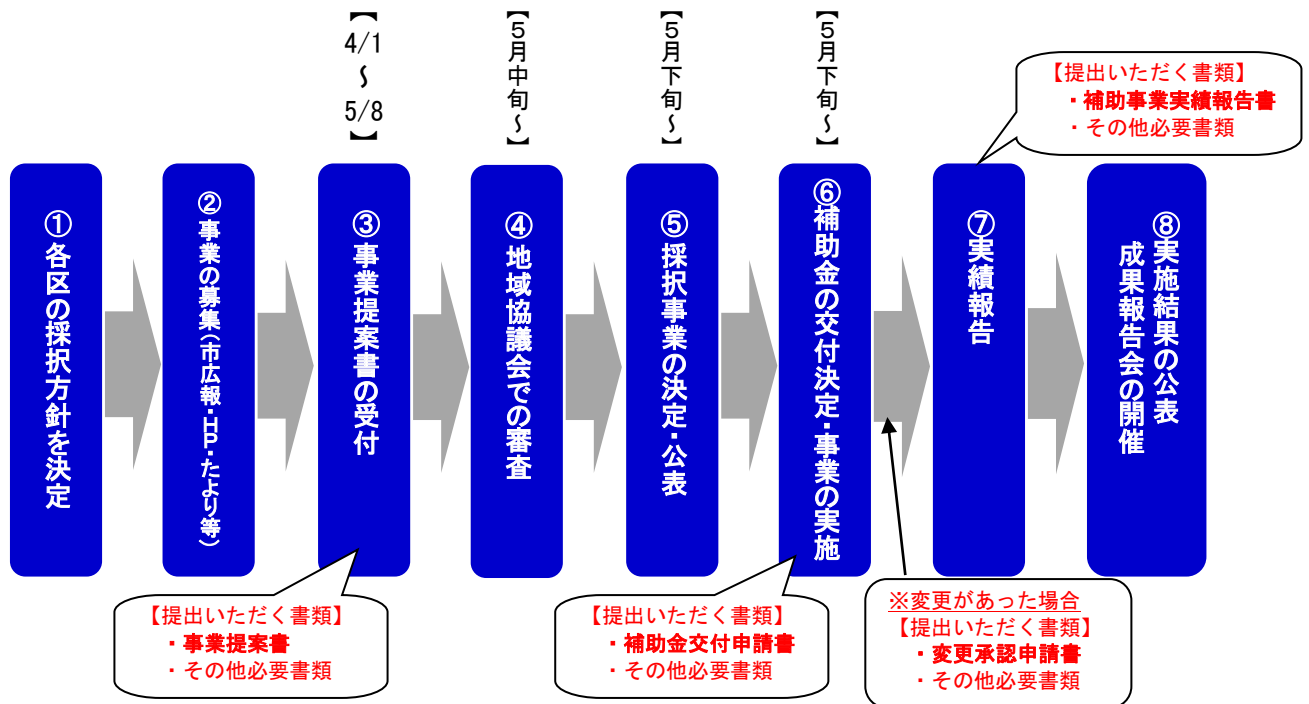 【4/1～5/8】
【5月中旬～】
【5月下旬～】
【5月下旬～】
【提出いただく書類】
・補助事業実績報告書
・その他必要書類
①各区の採択方針を決定
②事業の募集(市広報・HP・たより等)
③事業提案書の受付
④地域協議会での審査
⑤採択事業の決定・公表
⑥補助金の交付決定・事業の実施
⑦実績報告
⑧実施結果の公表
成果報告会の開催
【提出いただく書類】
・事業提案書
・その他必要書類
【提出いただく書類】
・補助金交付申請書
・その他必要書類
※変更があった場合
【提出いただく書類】
・変更承認申請書
・その他必要書類